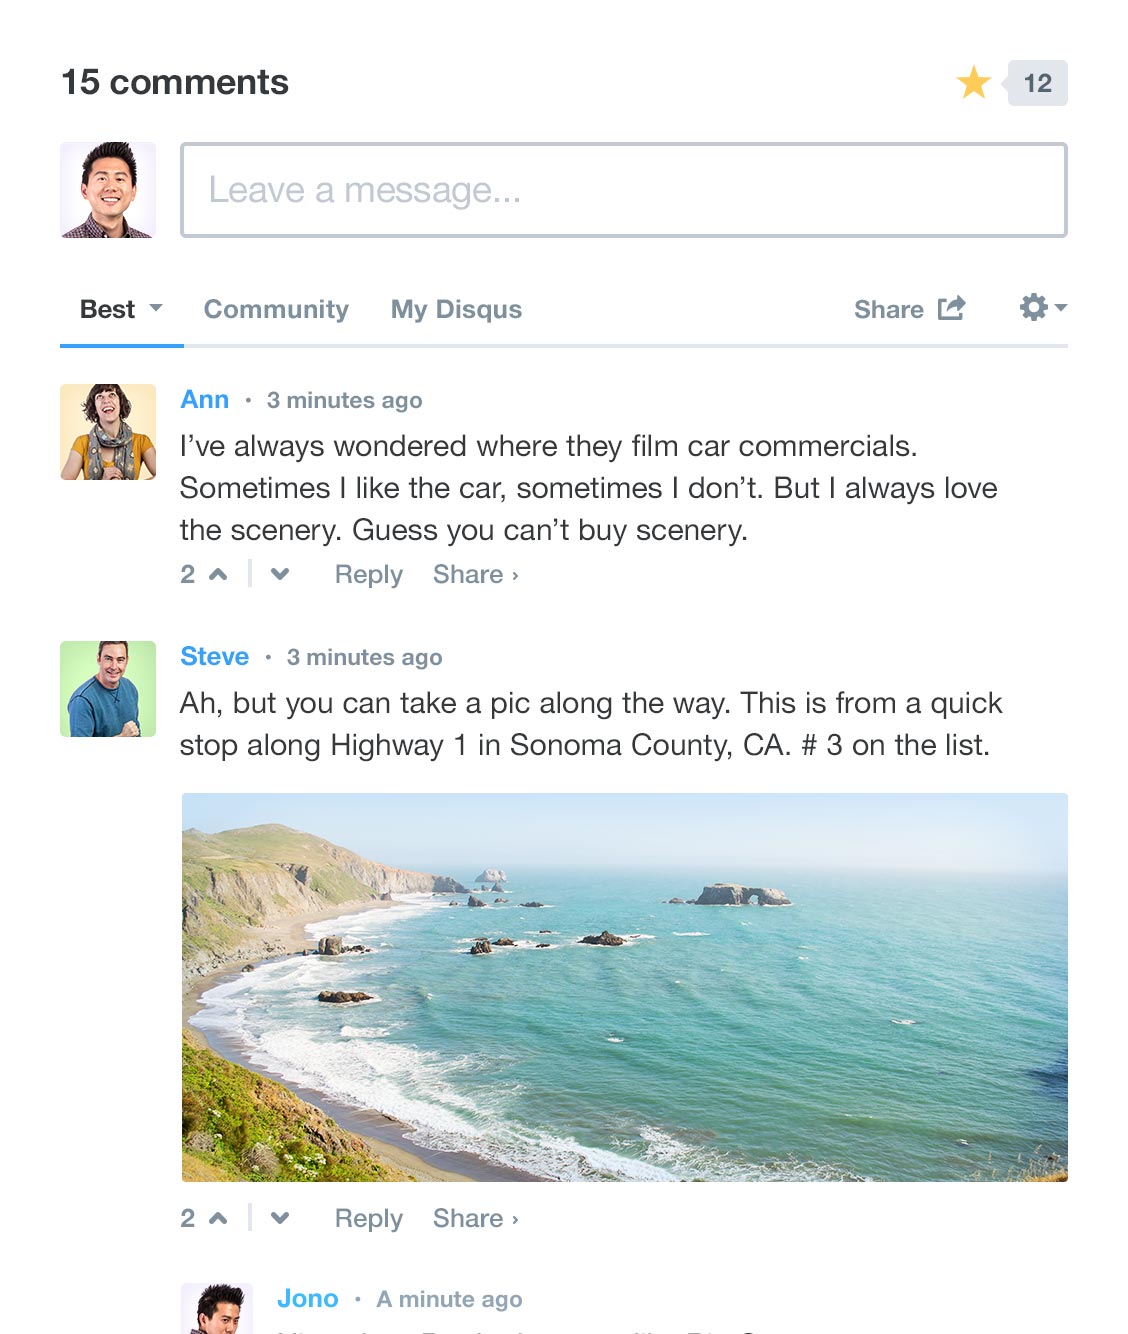 15 comments
12
Leave a message...
Best Community My Disqus Share
Ann • 3 minutes ago
I’ve always wondered where they film car commercials.
Sometimes I like the car, sometimes I don’t. But I always love
the scenery. Guess you can’t buy scenery.
2 Reply Share ›
Steve • 3 minutes ago
Ah, but you can take a pic along the way. This is from a quick
stop along Highway 1 in Sonoma County, CA. # 3 on the list.
2 Reply Share ›
Jono • A minute ago